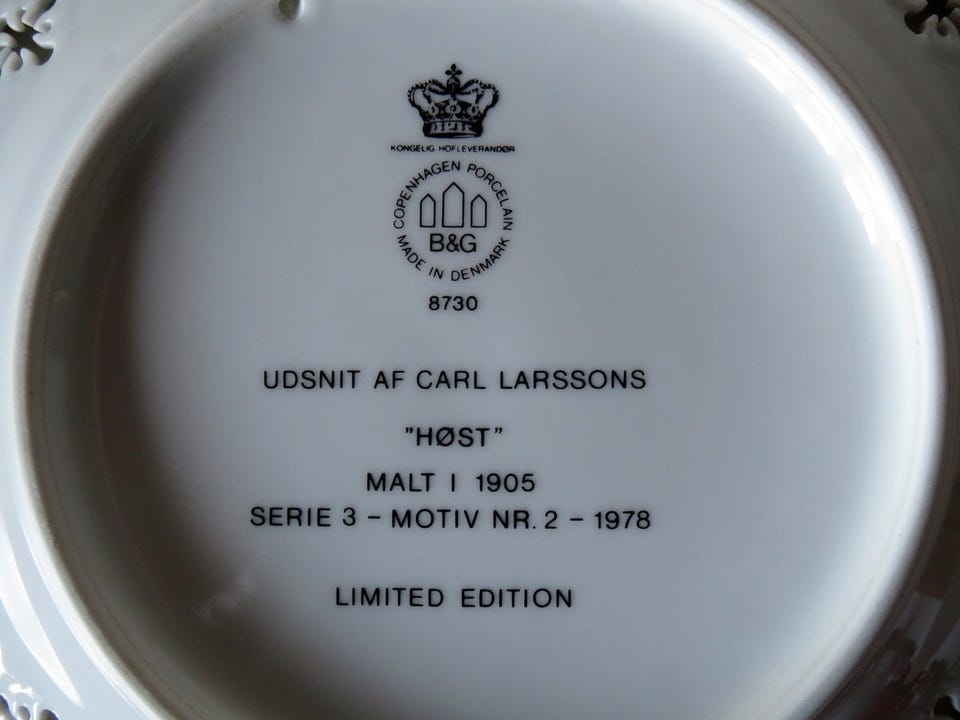 KONGELIG HOFLEVERANDØR
COPENHAGEN PORCELAIN
B&G
MADE IN DENMARK
8730
UDSNIT AF CARL LARSSONS
"HØST"
MALT I 1905
SERIE 3 - MOTIV NR. 2 - 1978
LIMITED EDITION